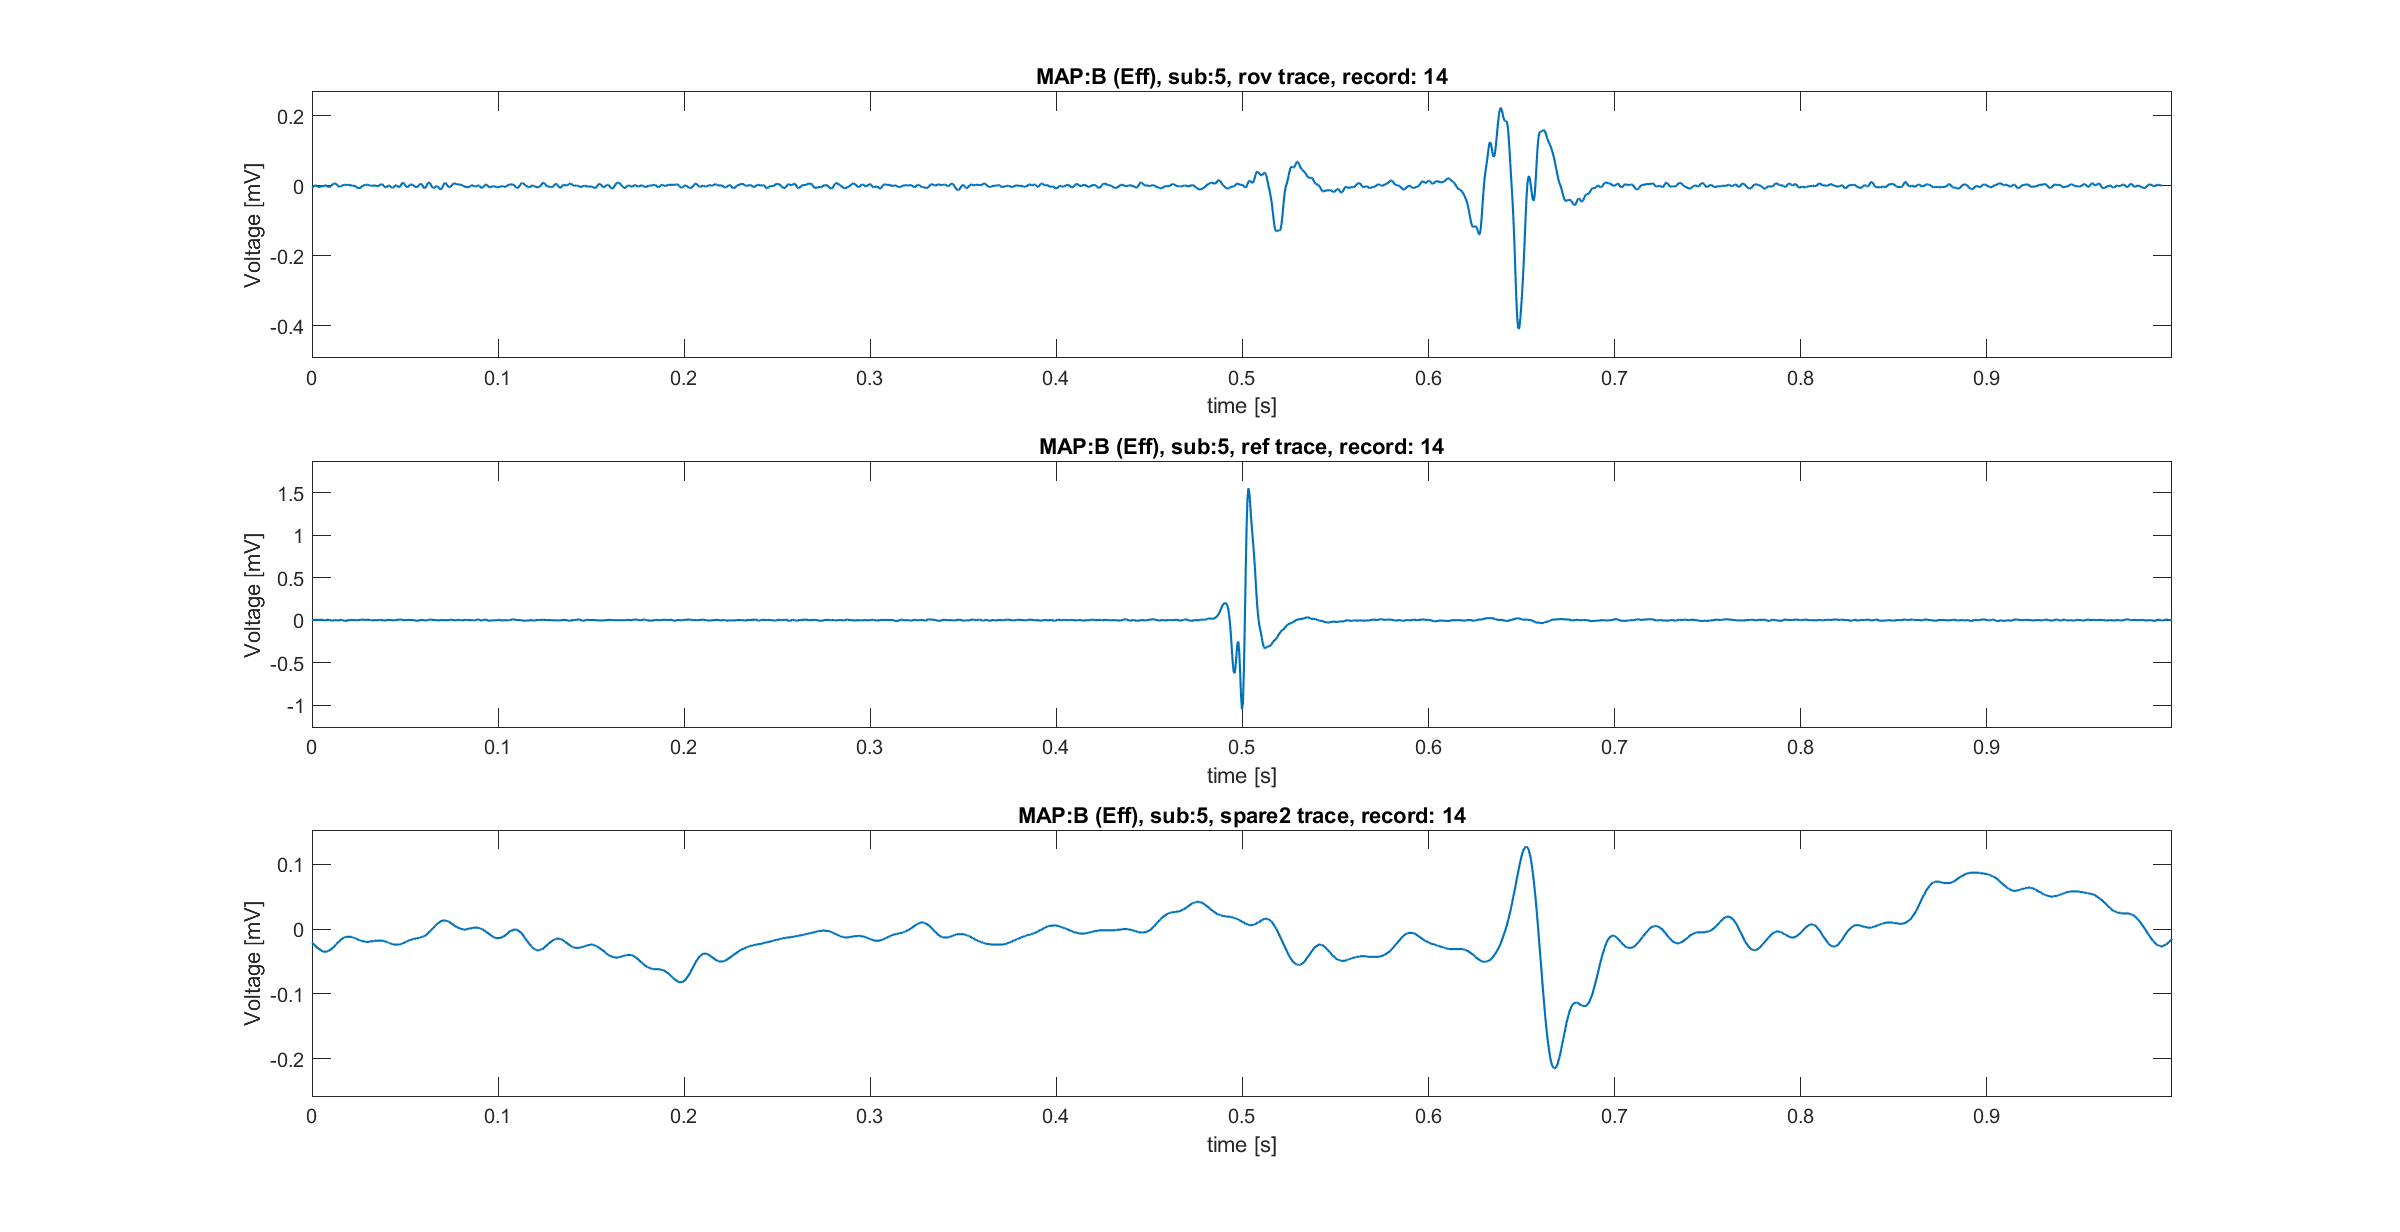 MAP:B (Eff), sub:5, rov trace, record: 14
Voltage [mV]
0.2
0
-0.2
-0.4
0 0.1 0.2 0.3 0.4 0.5 0.6 0.7 0.8 0.9
time [s]
MAP:B (Eff), sub:5, ref trace, record: 14
Voltage [mV]
1.5
1
0.5
0
-0.5
-1
0 0.1 0.2 0.3 0.4 0.5 0.6 0.7 0.8 0.9
time [s]
MAP:B (Eff), sub:5, spare2 trace, record: 14
Voltage [mV]
0.1
0
-0.1
-0.2
0 0.1 0.2 0.3 0.4 0.5 0.6 0.7 0.8 0.9
time [s]